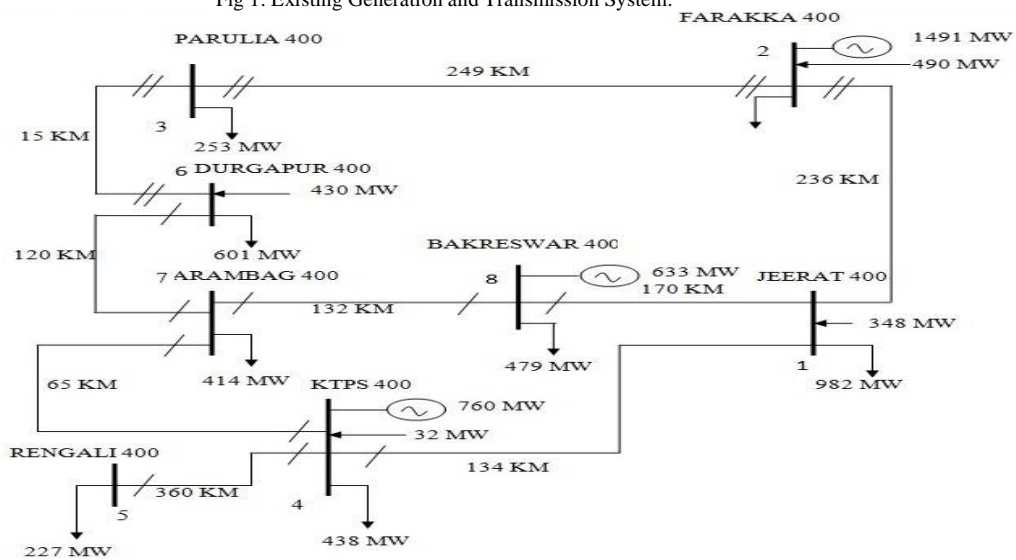 Fig 1. Existing Generation and Transmission System.
FARAKKA 400
PARULIA 400
2
1491 MW
490 MW
249 KM
3
253 MW
15 KM
6 DURGAPUR 400
430 MW
236 KM
601 MW
120 KM
BAKRESWAR 400
7 ARAMBAG 400
8
633 MW
JEERAT 400
170 KM
132 KM
348 MW
479 MW
1
982 MW
414 MW
65 KM
KTPS 400
760 MW
32 MW
RENGALI 400
134 KM
360 KM
4
5
438 MW
227 MW